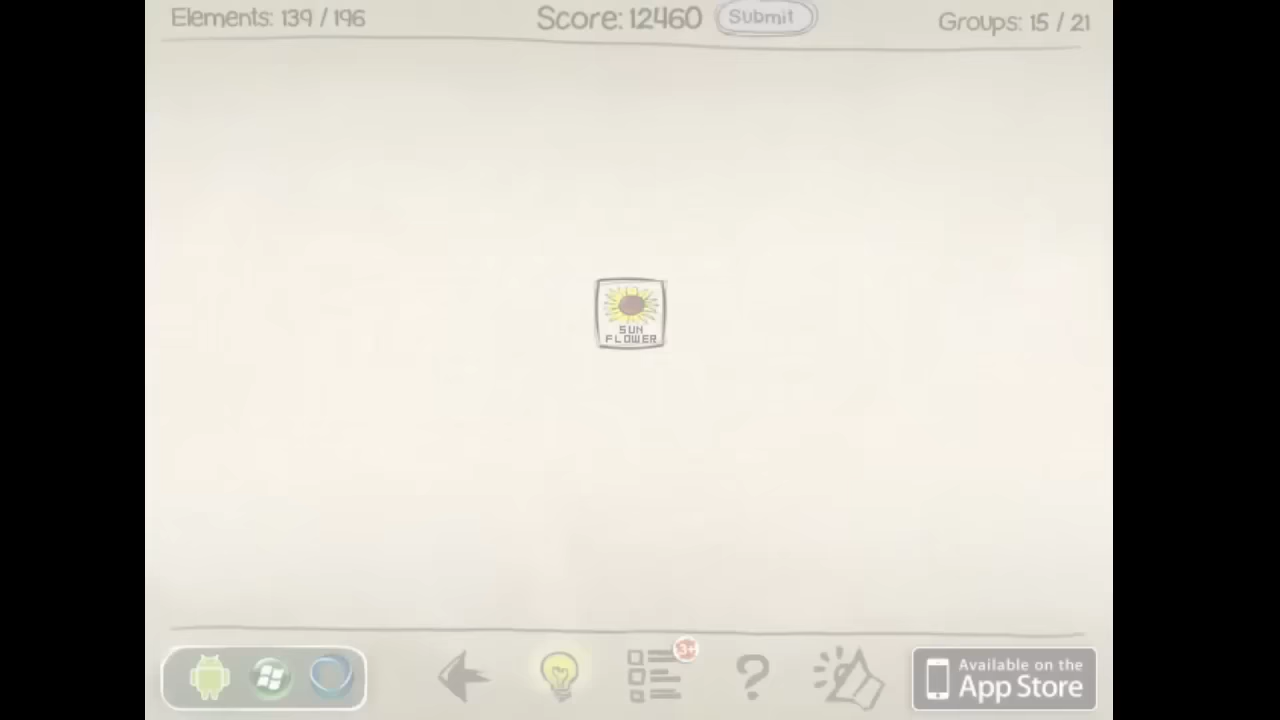 Elements: 139 / 196
Score: 12460
Submit
Groups: 15 / 21
SUN
FLOWER
3+
?
Available on the
App Store